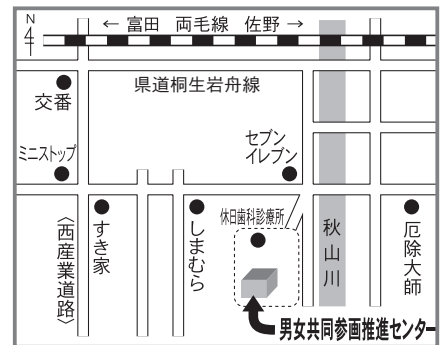 N
4
← 富田 両毛線 佐野 →
県道桐生岩舟線
交番
ミニストップ
セブン
イレブン
休日歯科診療所
〈西産業道路〉
すき家
しまむら
秋山川
厄除大師
男女共同参画推進センター